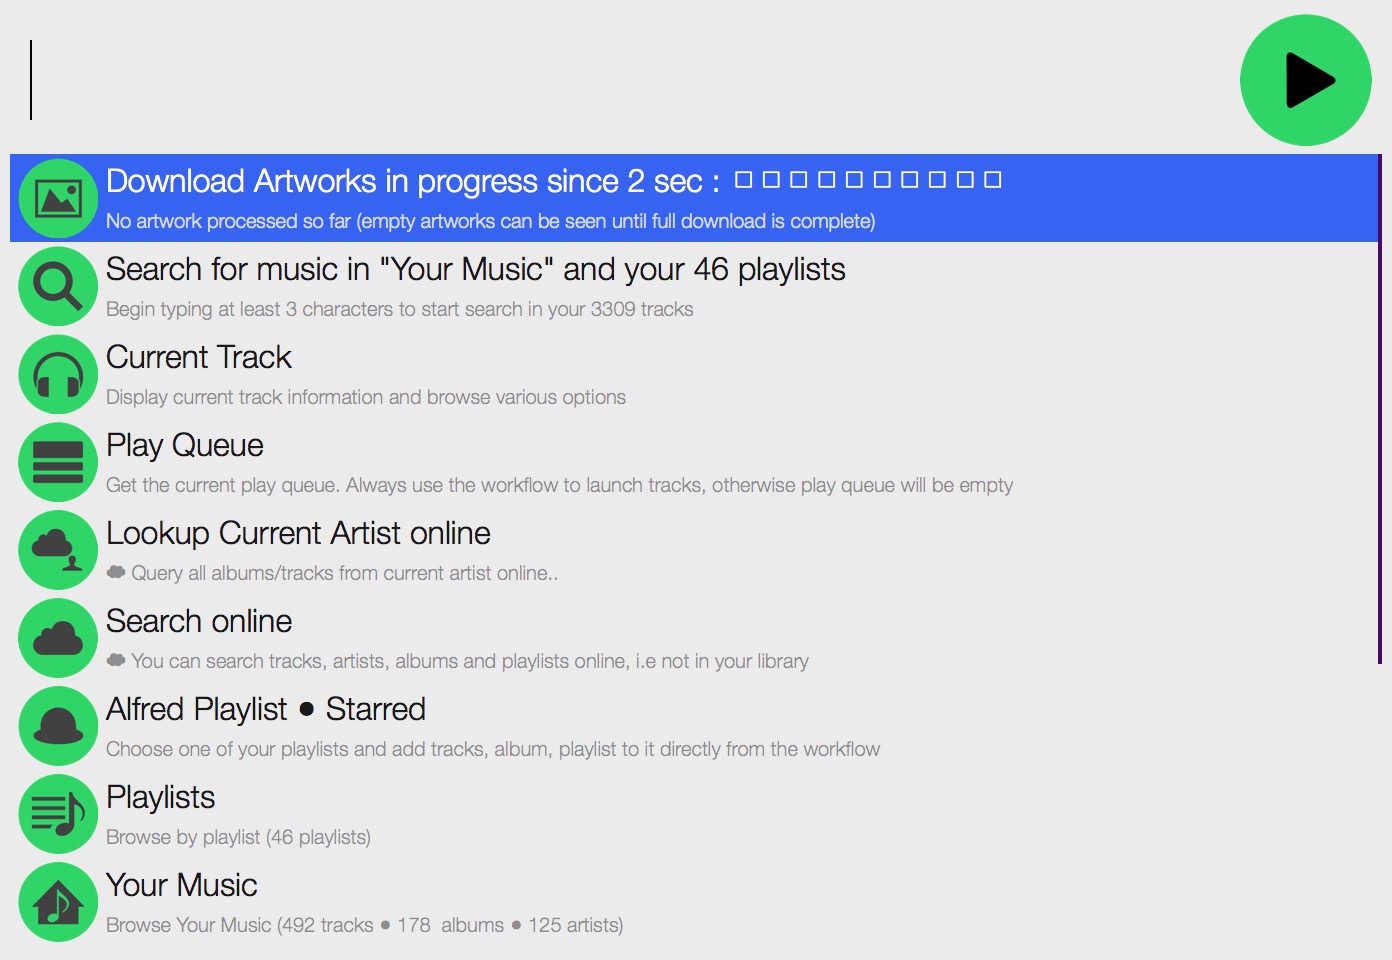 Download Artworks in progress since 2 sec : □ □ □ □ □ □ □ □ □ □
No artwork processed so far (empty artworks can be seen until full download is complete)
Search for music in "Your Music" and your 46 playlists
Begin typing at least 3 characters to start search in your 3309 tracks
Current Track
Display current track information and browse various options
Play Queue
Get the current play queue. Always use the workflow to launch tracks, otherwise play queue will be empty
Lookup Current Artist online
Query all albums/tracks from current artist online..
Search online
You can search tracks, artists, albums and playlists online, i.e not in your library
Alfred Playlist ● Starred
Choose one of your playlists and add tracks, album, playlist to it directly from the workflow
Playlists
Browse by playlist (46 playlists)
Your Music
Browse Your Music (492 tracks ● 178  albums ● 125 artists)